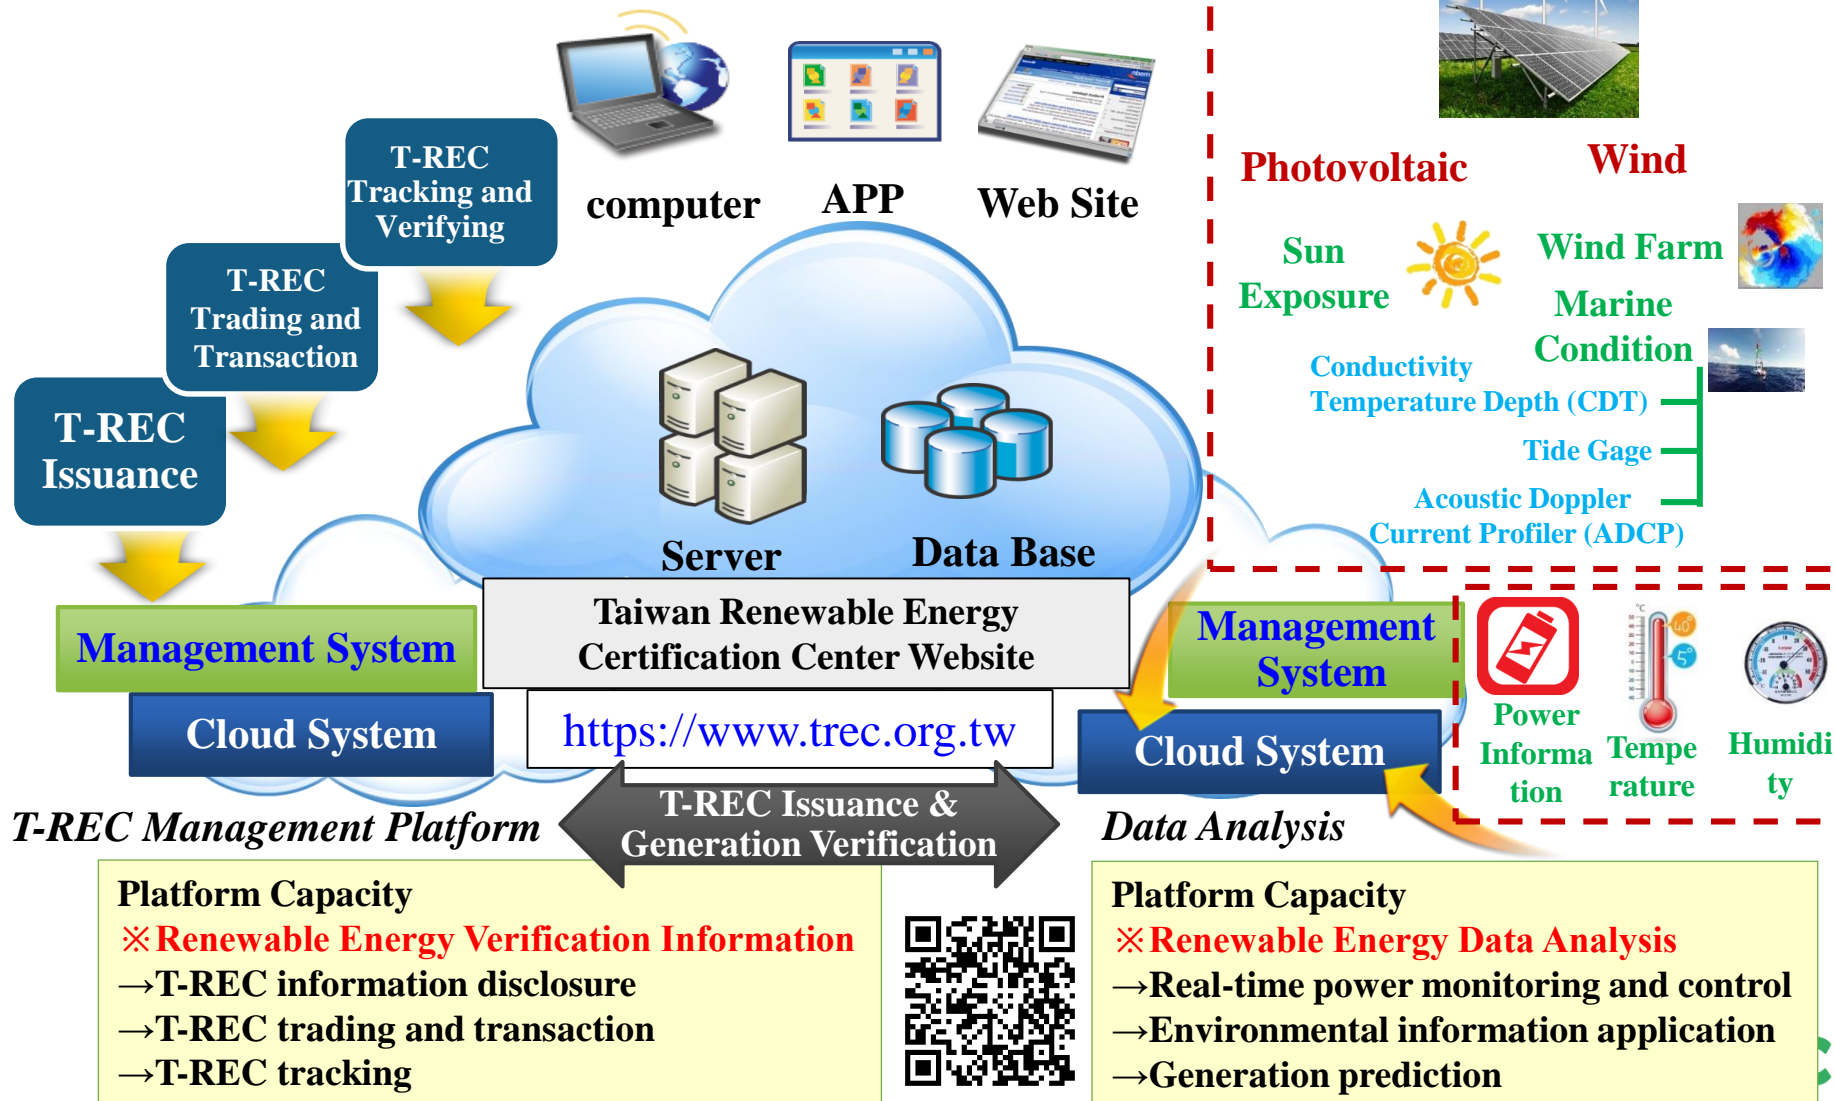 computer
APP
Web Site
T-REC
Tracking and
Verifying
T-REC
Trading and
Transaction
T-REC
Issuance
Server
Data Base
Photovoltaic
Wind
Sun
Exposure
Wind Farm
Marine
Condition
Conductivity
Temperature Depth (CDT)
Tide Gage
Acoustic Doppler
Current Profiler (ADCP)
Management System
Cloud System
Taiwan Renewable Energy
Certification Center Website
https://www.trec.org.tw
Management
System
Cloud System
Power
Informa
tion
°C
40°
5°
Tempe
rature
Humidi
ty
T-REC Management Platform
T-REC Issuance &
Generation Verification
Data Analysis
Platform Capacity
※Renewable Energy Verification Information
→T-REC information disclosure
→T-REC trading and transaction
→T-REC tracking
Platform Capacity
※Renewable Energy Data Analysis
→Real-time power monitoring and control
→Environmental information application
→Generation prediction